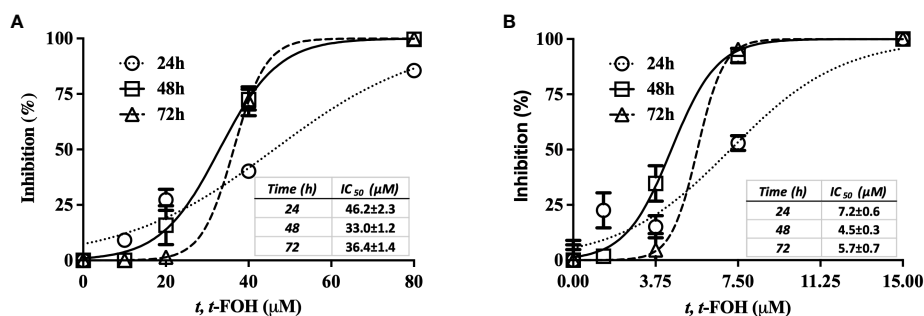 A
Inhibition (%)
100
75
50
25
0
24h
48h
72h
Time (h) IC50 (μM)
24 46.2±2.3
48 33.0±1.2
72 36.4±1.4
0 20 40 60 80
t, t-FOH (μM)
B
Inhibition (%)
100
75
50
25
0
24h
48h
72h
Time (h) IC50 (μM)
24 7.2±0.6
48 4.5±0.3
72 5.7±0.7
0.00 3.75 7.50 11.25 15.00
t, t-FOH (μM)